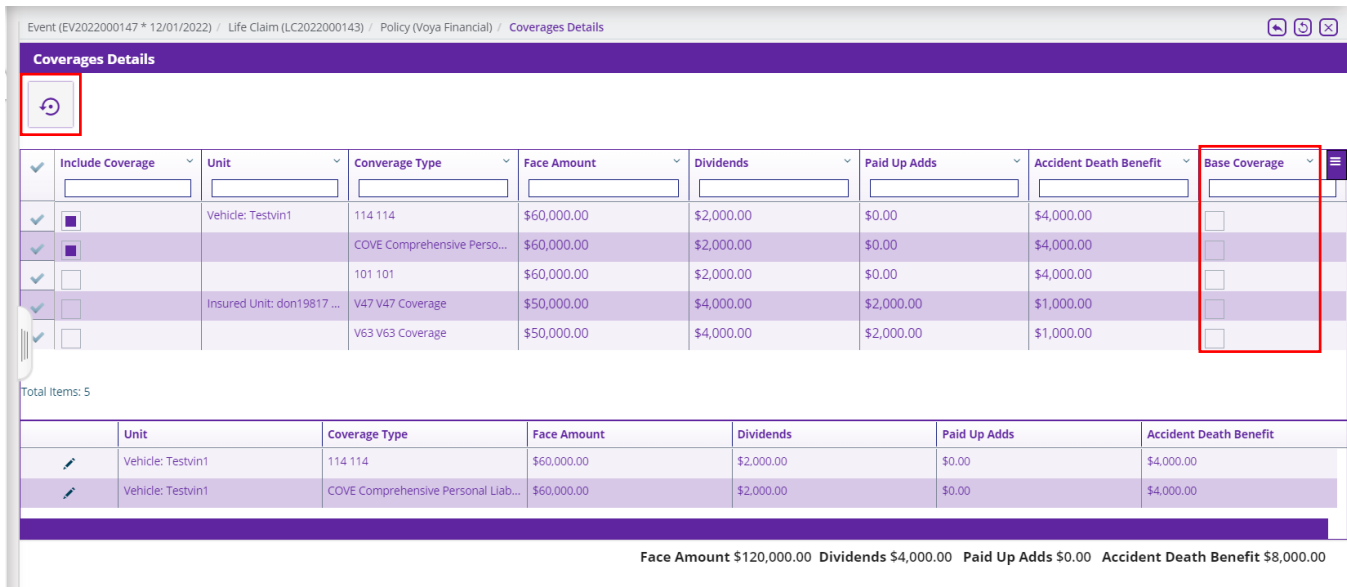 Event (EV2022000147 * 12/01/2022) / Life Claim (LC2022000143) / Policy (Voya Financial) / Coverages Details
Coverages Details
Include Coverage Unit Converage Type Face Amount Dividends Paid Up Adds Accident Death Benefit Base Coverage
Vehicle: Testvin1 114 114 $60,000.00 $2,000.00 $0.00 $4,000.00
COVE Comprehensive Perso... $60,000.00 $2,000.00 $0.00 $4,000.00
101 101 $60,000.00 $2,000.00 $0.00 $4,000.00
Insured Unit: don19817 ... V47 V47 Coverage $50,000.00 $4,000.00 $2,000.00 $1,000.00
V63 V63 Coverage $50,000.00 $4,000.00 $2,000.00 $1,000.00
Total Items: 5
Unit Coverage Type Face Amount Dividends Paid Up Adds Accident Death Benefit
Vehicle: Testvin1 114 114 $60,000.00 $2,000.00 $0.00 $4,000.00
Vehicle: Testvin1 COVE Comprehensive Personal Liab... $60,000.00 $2,000.00 $0.00 $4,000.00
Face Amount $120,000.00 Dividends $4,000.00 Paid Up Adds $0.00 Accident Death Benefit $8,000.00